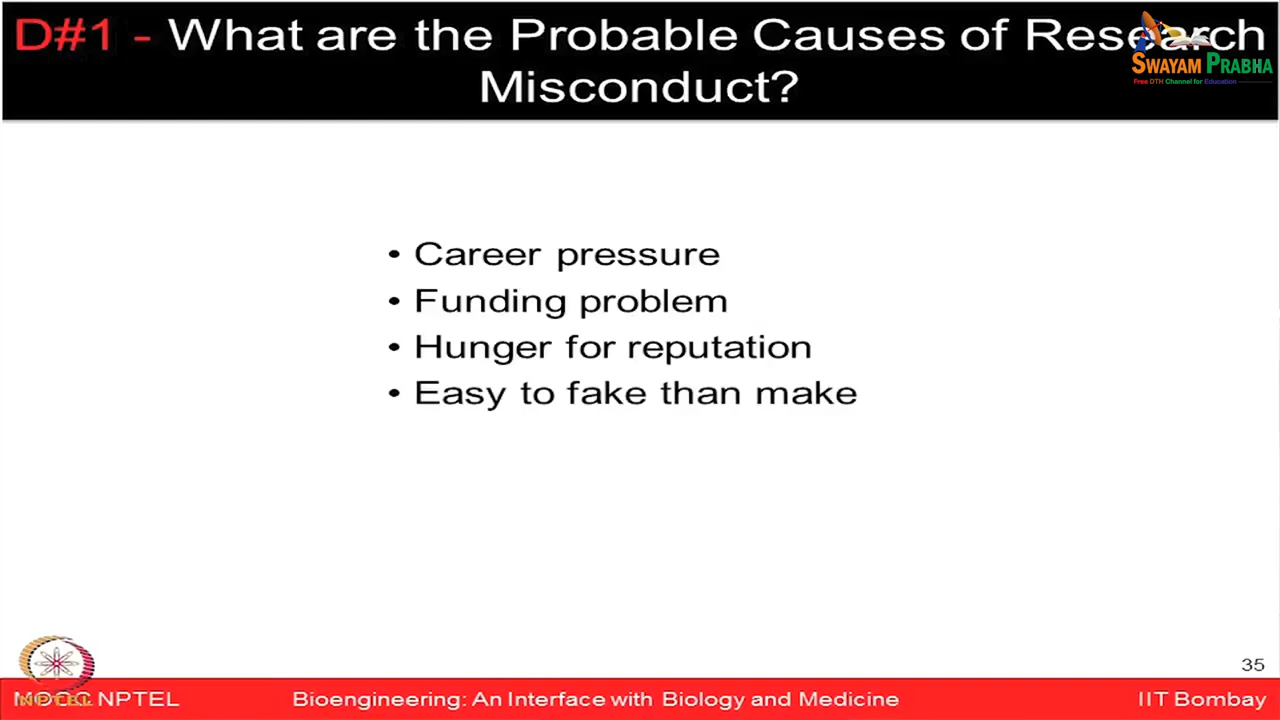 D#1 - What are the Probable Causes of Research
Misconduct?
SWAYAM PRABHA
Free DTH Channel for Education
• Career pressure
• Funding problem
• Hunger for reputation
• Easy to fake than make
35
MOOC NPTEL
NPTEL
Bioengineering: An Interface with Biology and Medicine
IIT Bombay